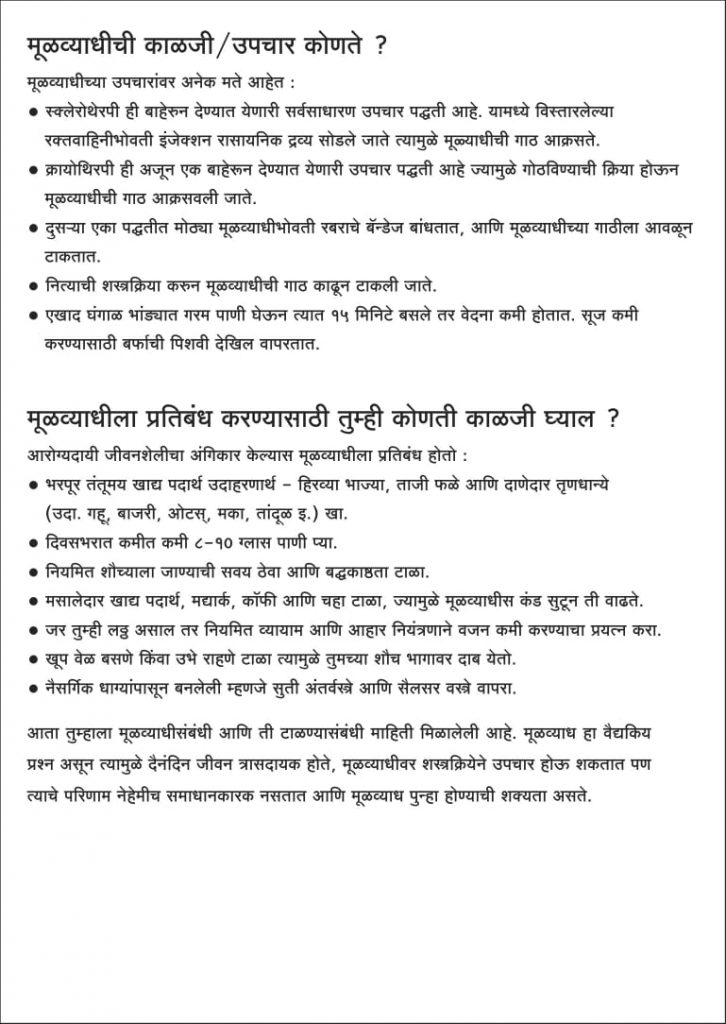 मूळव्याधीची काळजी/उपचार कोणते ?
मूळव्याधीच्या उपचारांवर अनेक मते आहेत :
● स्क्लेरोथेरपी ही बाहेरुन देण्यात येणारी सर्वसाधारण उपचार पद्धती आहे. यामध्ये विस्तारलेल्या
रक्तवाहिनीभोवती इंजेक्शन रासायनिक द्रव्य सोडले जाते त्यामुळे मूळ्याधीची गाठ आक्रसते.
● क्रायोथिरपी ही अजून एक बाहेरून देण्यात येणारी उपचार पद्धती आहे ज्यामुळे गोठविण्याची क्रिया होऊन
मूळव्याधीची गाठ आक्रसवली जाते.
● दुसऱ्या एका पद्धतीत मोठ्या मूळव्याधीभोवती रबराचे बॅन्डेज बांधतात, आणि मूळव्याधीच्या गाठीला आवळून
टाकतात.
● नित्याची शस्त्रक्रिया करुन मूळव्याधीची गाठ काढून टाकली जाते.
● एखाद घंगाळ भांड्यात गरम पाणी घेऊन त्यात १५ मिनिटे बसले तर वेदना कमी होतात. सूज कमी
करण्यासाठी बर्फाची पिशवी देखिल वापरतात.
मूळव्याधीला प्रतिबंध करण्यासाठी तुम्ही कोणती काळजी घ्याल ?
आरोग्यदायी जीवनशेलीचा अंगिकार केल्यास मूळव्याधीला प्रतिबंध होतो :
● भरपूर तंतूमय खाद्य पदार्थ उदाहरणार्थ – हिरव्या भाज्या, ताजी फळे आणि दाणेदार तृणधान्ये
(उदा. गहू, बाजरी, ओटस्, मका, तांदूळ इ.) खा.
● दिवसभरात कमीत कमी ८-१० ग्लास पाणी प्या.
● नियमित शौच्याला जाण्याची सवय ठेवा आणि बद्धकाष्ठता टाळा.
● मसालेदार खाद्य पदार्थ, मद्यार्क, कॉफी आणि चहा टाळा, ज्यामुळे मूळव्याधीस कंड सुटून ती वाढते.
● जर तुम्ही लठ्ठ असाल तर नियमित व्यायाम आणि आहार नियंत्रणाने वजन कमी करण्याचा प्रयत्न करा.
● खूप वेळ बसणे किंवा उभे राहणे टाळा त्यामुळे तुमच्या शौच भागावर दाब येतो.
● नैसर्गिक धाग्यांपासून बनलेली म्हणजे सुती अंतर्वस्त्रे आणि सैलसर वस्त्रे वापरा.
आता तुम्हाला मूळव्याधीसंबंधी आणि ती टाळण्यासंबंधी माहिती मिळालेली आहे. मूळव्याध हा वैद्यकिय
प्रश्न असून त्यामुळे दैनंदिन जीवन त्रासदायक होते, मूळव्याधीवर शस्त्रक्रियेने उपचार होऊ शकतात पण
त्याचे परिणाम नेहेमीच समाधानकारक नसतात आणि मूळव्याध पुन्हा होण्याची शक्यता असते.